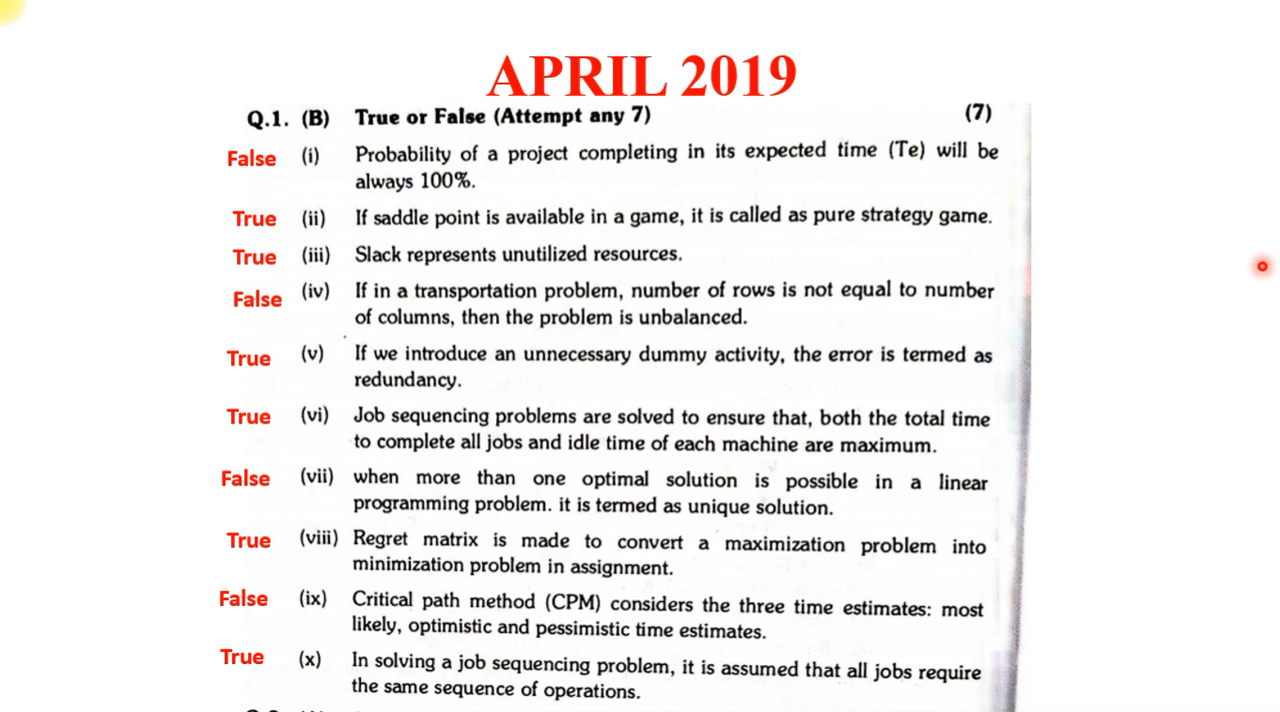 APRIL 2019
Q.1. (B) True or False (Attempt any 7) (7)
False (i) Probability of a project completing in its expected time (Te) will be
always 100%.
True (ii) If saddle point is available in a game, it is called as pure strategy game.
True (iii) Slack represents unutilized resources.
False (iv) If in a transportation problem, number of rows is not equal to number
of columns, then the problem is unbalanced.
True (v) If we introduce an unnecessary dummy activity, the error is termed as
redundancy.
True (vi) Job sequencing problems are solved to ensure that, both the total time
to complete all jobs and idle time of each machine are maximum.
False (vii) when more than one optimal solution is possible in a linear
programming problem. it is termed as unique solution.
True (viii) Regret matrix is made to convert a maximization problem into
minimization problem in assignment.
False (ix) Critical path method (CPM) considers the three time estimates: most
likely, optimistic and pessimistic time estimates.
True (x) In solving a job sequencing problem, it is assumed that all jobs require
the same sequence of operations.